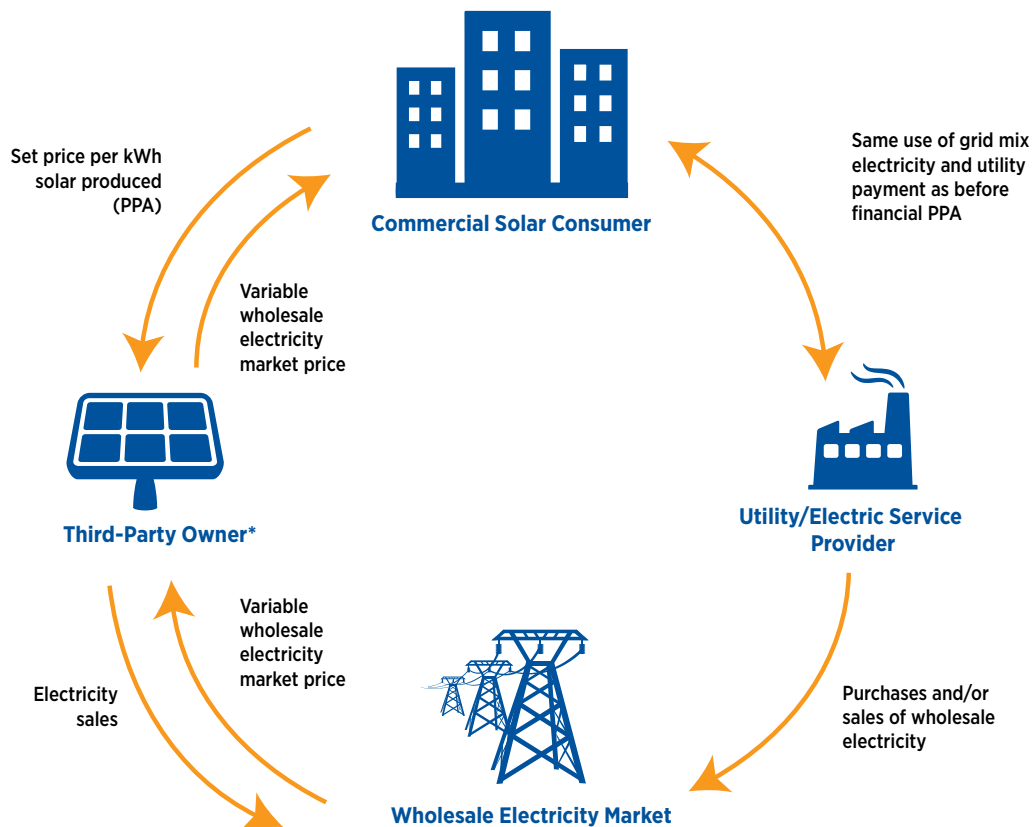 Set price per kWh
solar produced
(PPA)
Same use of grid mix
electricity and utility
payment as before
financial PPA
Commercial Solar Consumer
Variable
wholesale
electricity
market price
Third-Party Owner*
Utility/Electric Service
Provider
Variable
wholesale
electricity
market price
Electricity
sales
Purchases and/or
sales of wholesale
electricity
Wholesale Electricity Market